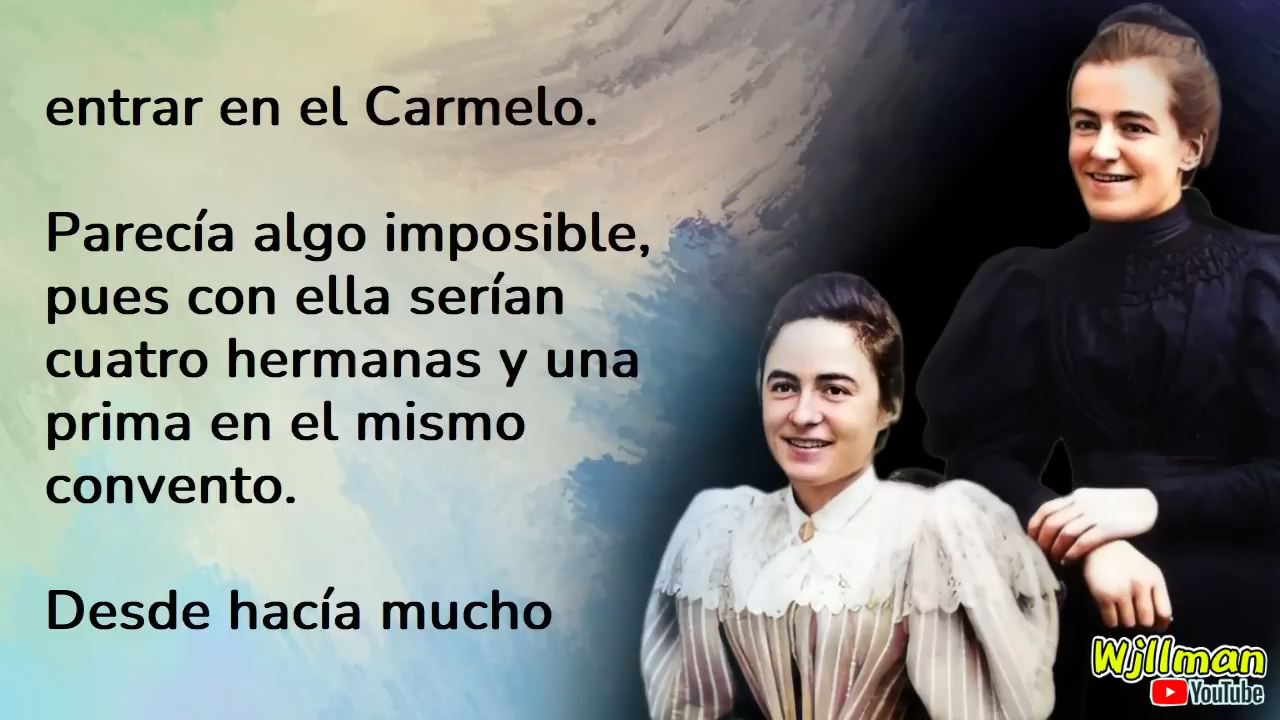 entrar en el Carmelo.
Parecía algo imposible,
pues con ella serían
cuatro hermanas y una
prima en el mismo
convento.
Desde hacía mucho
Wjllman
YouTube